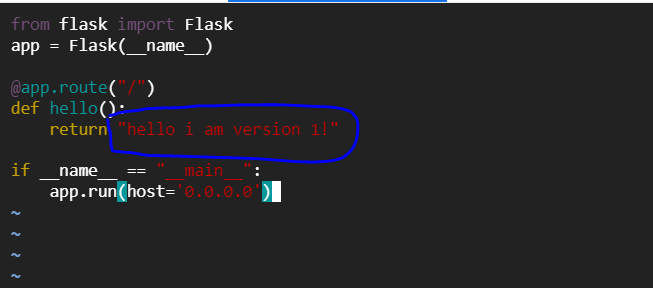 from flask import Flask
app = Flask(__name__)
@app.route("/")
def hello():
    return "hello i am version 1!"
if __name__ == "__main__":
    app.run(host='0.0.0.0')
~
~
~
~